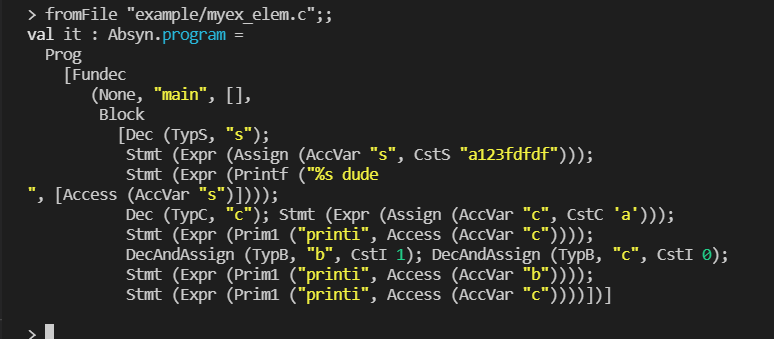 > fromFile "example/myex_elem.c";;
val it : Absyn.program =
  Prog
    [Fundec
       (None, "main", [],
        Block
          [Dec (TypS, "s");
           Stmt (Expr (Assign (AccVar "s", CstS "a123fdfdf")));
           Stmt (Expr (Printf ("%s dude
", [Access (AccVar "s")])));
           Dec (TypC, "c"); Stmt (Expr (Assign (AccVar "c", CstC 'a')));
           Stmt (Expr (Prim1 ("printi", Access (AccVar "c"))));
           DecAndAssign (TypB, "b", CstI 1); DecAndAssign (TypB, "c", CstI 0);
           Stmt (Expr (Prim1 ("printi", Access (AccVar "b"))));
           Stmt (Expr (Prim1 ("printi", Access (AccVar "c"))))])]
>